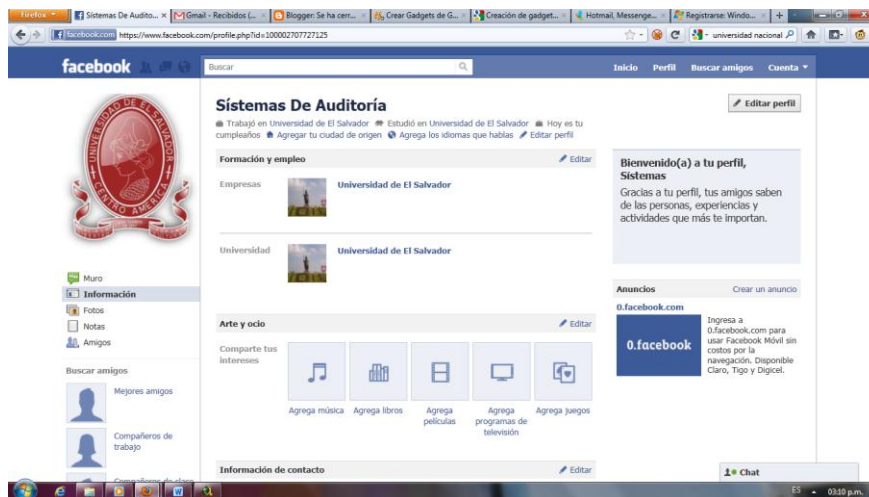 Firefox
Sistemas De Audito...
Gmail - Recibidos (...
Blogger: Se ha cerr...
Crear Gadgets de G...
Creación de gadget...
Hotmail, Messenge...
Registrarse: Windo...
facebook.com https://www.facebook.com/profile.php?id=100002707727125
universidad nacional
facebook
Buscar
Inicio Perfil Buscar amigos Cuenta
UNIVERSIDAD DE EL SALVADOR
CENTRO AMERICA
Sístemas De Auditoría
Editar perfil
Trabajó en Universidad de El Salvador Estudió en Universidad de El Salvador Hoy es tu
cumpleaños Agregar tu ciudad de origen Agrega los idiomas que hablas Editar perfil
Formación y empleo Editar
Empresas Universidad de El Salvador
Universidad Universidad de El Salvador
Bienvenido(a) a tu perfil,
Sístemas
Gracias a tu perfil, tus amigos saben
de las personas, experiencias y
actividades que más te importan.
Muro
Información
Fotos
Notas
Amigos
Buscar amigos
Mejores amigos
Compañeros de
trabajo
Compañeros de clase
Arte y ocio Editar
Comparte tus
intereses
Agrega música
Agrega libros
Agrega
películas
Agrega
programas de
televisión
Agrega juegos
Información de contacto Editar
Anuncios Crear un anuncio
0.facebook.com
0.facebook
Ingresa a
0.facebook.com para
usar Facebook Móvil sin
costos por la
navegación. Disponible
Claro, Tigo y Digicel.
Chat
ES 03:10 p.m.